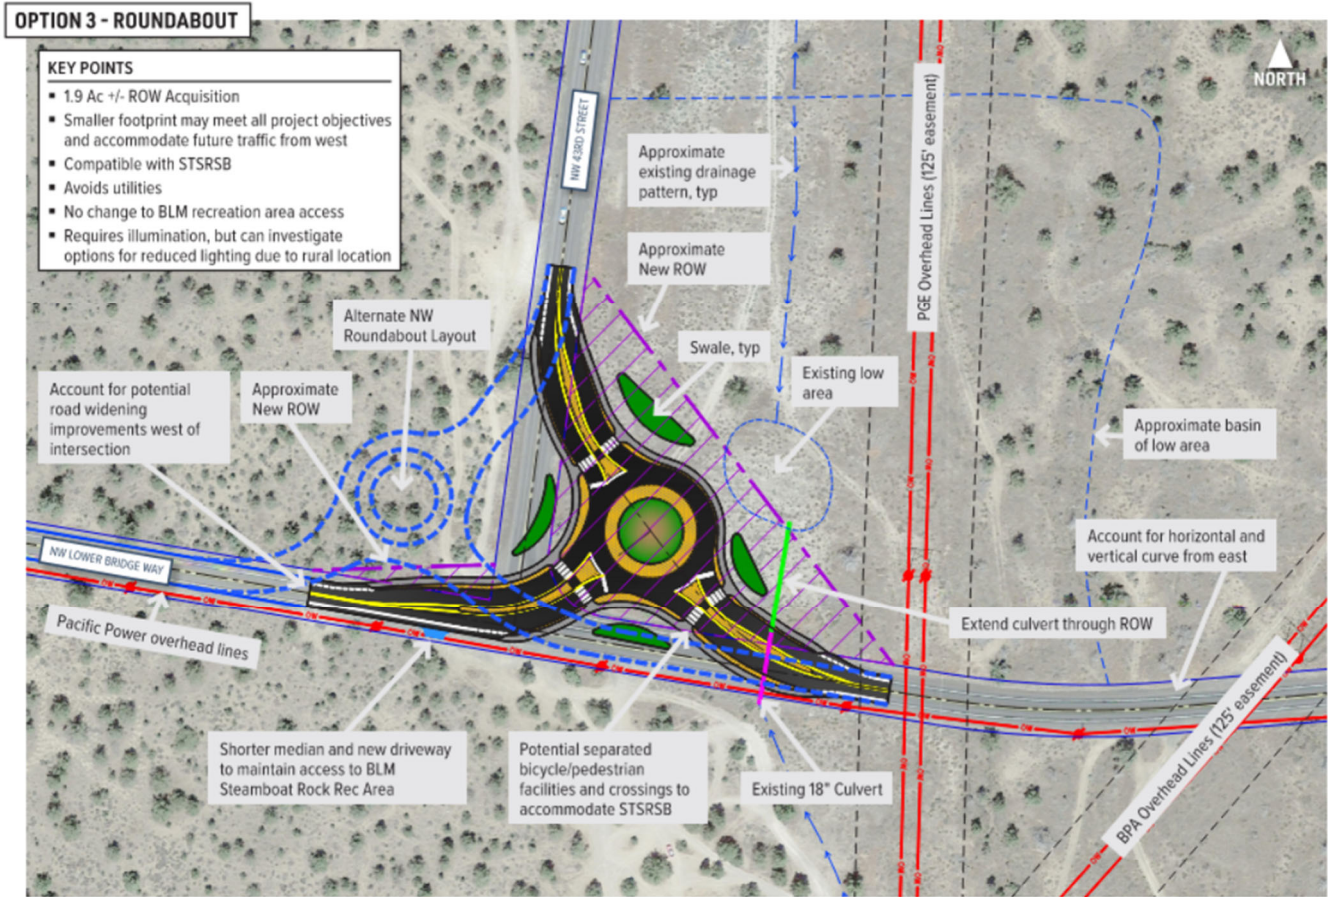 OPTION 3 - ROUNDABOUT
KEY POINTS
▪ 1.9 Ac +/- ROW Acquisition
▪ Smaller footprint may meet all project objectives
and accommodate future traffic from west
▪ Compatible with STSRSB
▪ Avoids utilities
▪ No change to BLM recreation area access
▪ Requires illumination, but can investigate
options for reduced lighting due to rural location
NORTH
NW 43RD STREET
Approximate
existing drainage
pattern, typ
PGE Overhead Lines (125' easement)
Approximate
New ROW
Alternate NW
Roundabout Layout
Swale, typ
Existing low
area
Account for potential
road widening
improvements west of
intersection
Approximate
New ROW
Approximate basin
of low area
Account for horizontal and
vertical curve from east
NW LOWER BRIDGE WAY
Pacific Power overhead lines
Extend culvert through ROW
BPA Overhead Lines (125' easement)
Shorter median and new driveway
to maintain access to BLM
Steamboat Rock Rec Area
Potential separated
bicycle/pedestrian
facilities and crossings to
accommodate STSRSB
Existing 18" Culvert